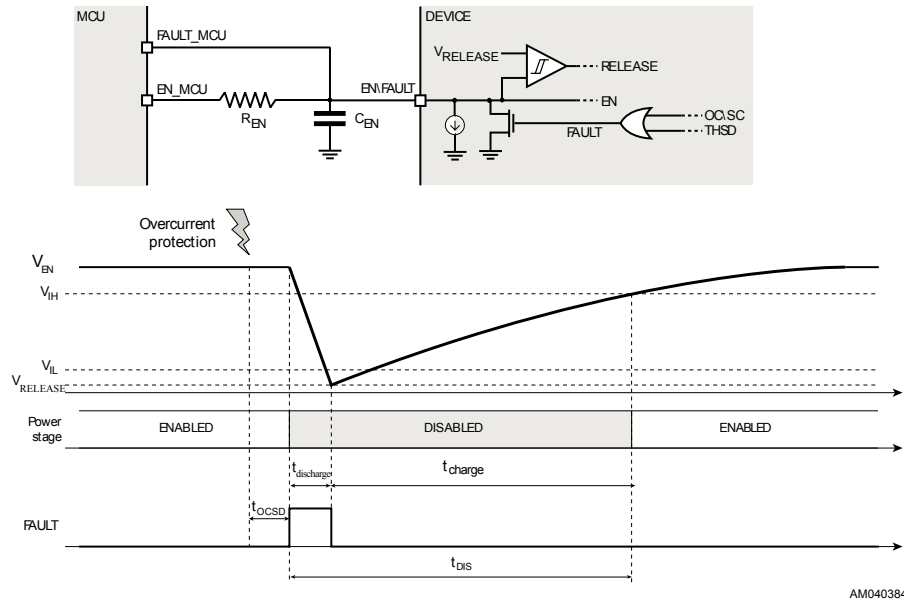 MCU
DEVICE
FAULT_MCU
VRELEASE
RELEASE
EN_MCU
EN\FAULT
EN
REN
CEN
FAULT
OC\SC
THSD
Overcurrent
protection
VEN
VIH
VIL
VRELEASE
Power
stage
ENABLED
DISABLED
ENABLED
tdischarge
tcharge
tOCSD
FAULT
tDIS
AM040384